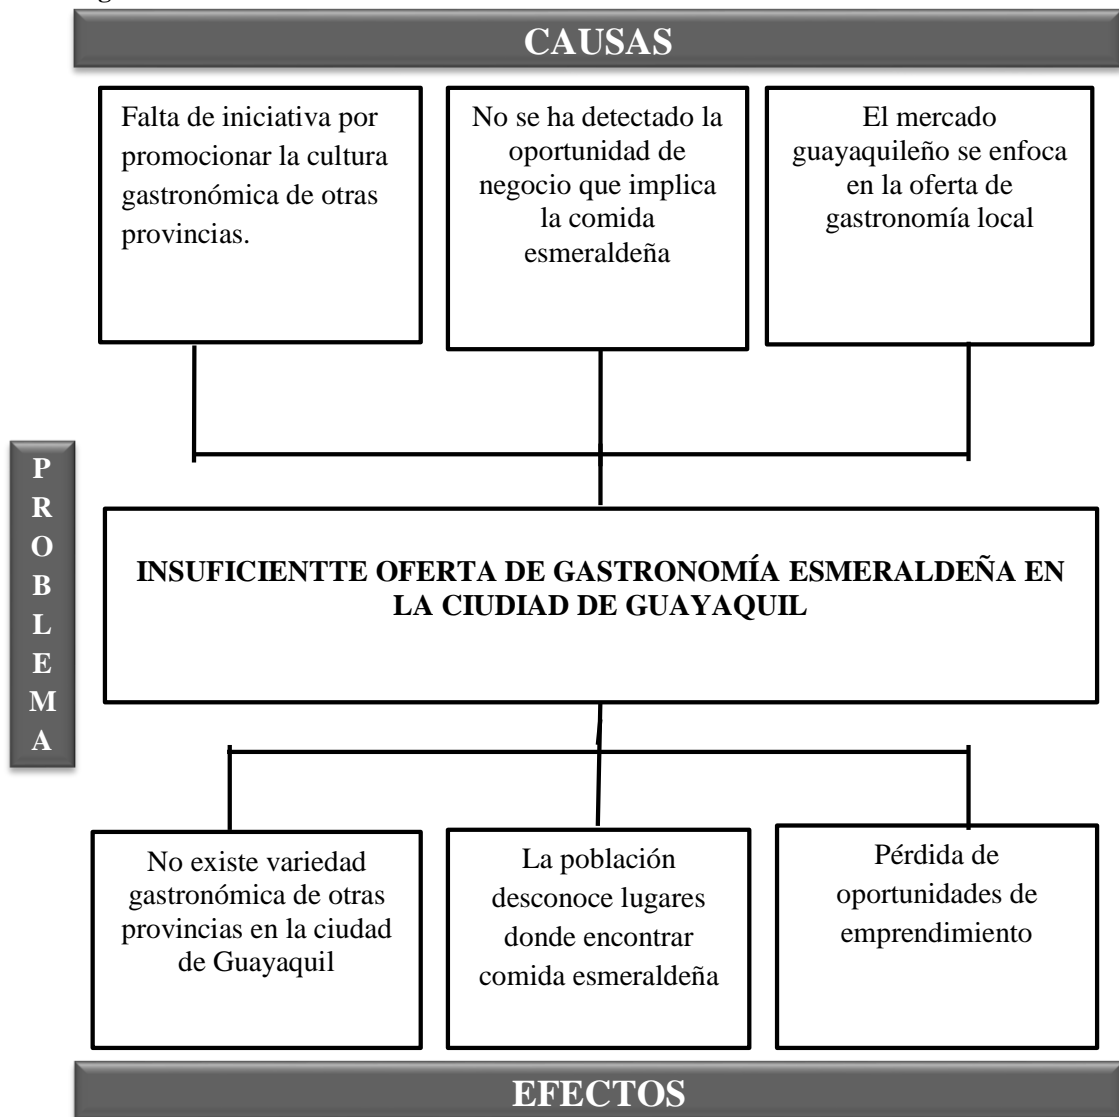 CAUSAS
Falta de iniciativa por
promocionar la cultura
gastronómica de otras
provincias.
No se ha detectado la
oportunidad de
negocio que implica
la comida
esmeraldeña
El mercado
guayaquileño se enfoca
en la oferta de
gastronomía local
P
R
O
B
L
E
M
A
INSUFICIENTTE OFERTA DE GASTRONOMÍA ESMERALDEÑA EN
LA CIUDIAD DE GUAYAQUIL
No existe variedad
gastronómica de otras
provincias en la ciudad
de Guayaquil
La población
desconoce lugares
donde encontrar
comida esmeraldeña
Pérdida de
oportunidades de
emprendimiento
EFECTOS